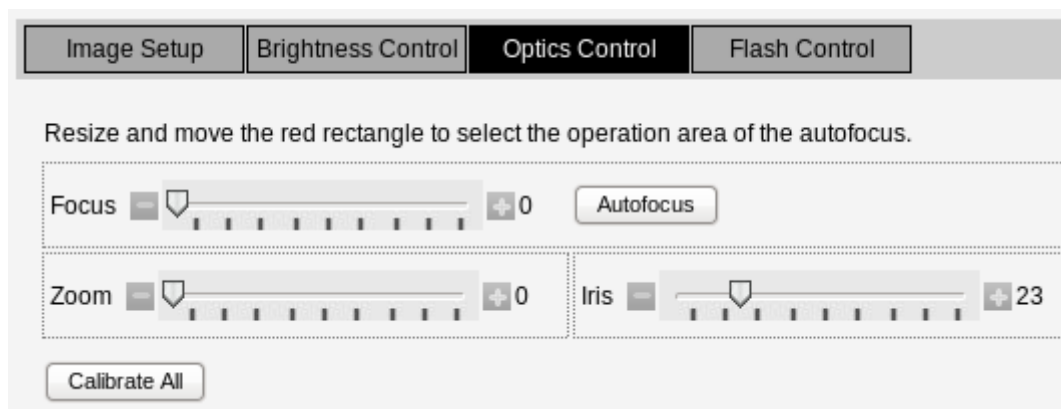 Image Setup Brightness Control Optics Control Flash Control
Resize and move the red rectangle to select the operation area of the autofocus.
Focus 0 Autofocus
Zoom 0 Iris 23
Calibrate All